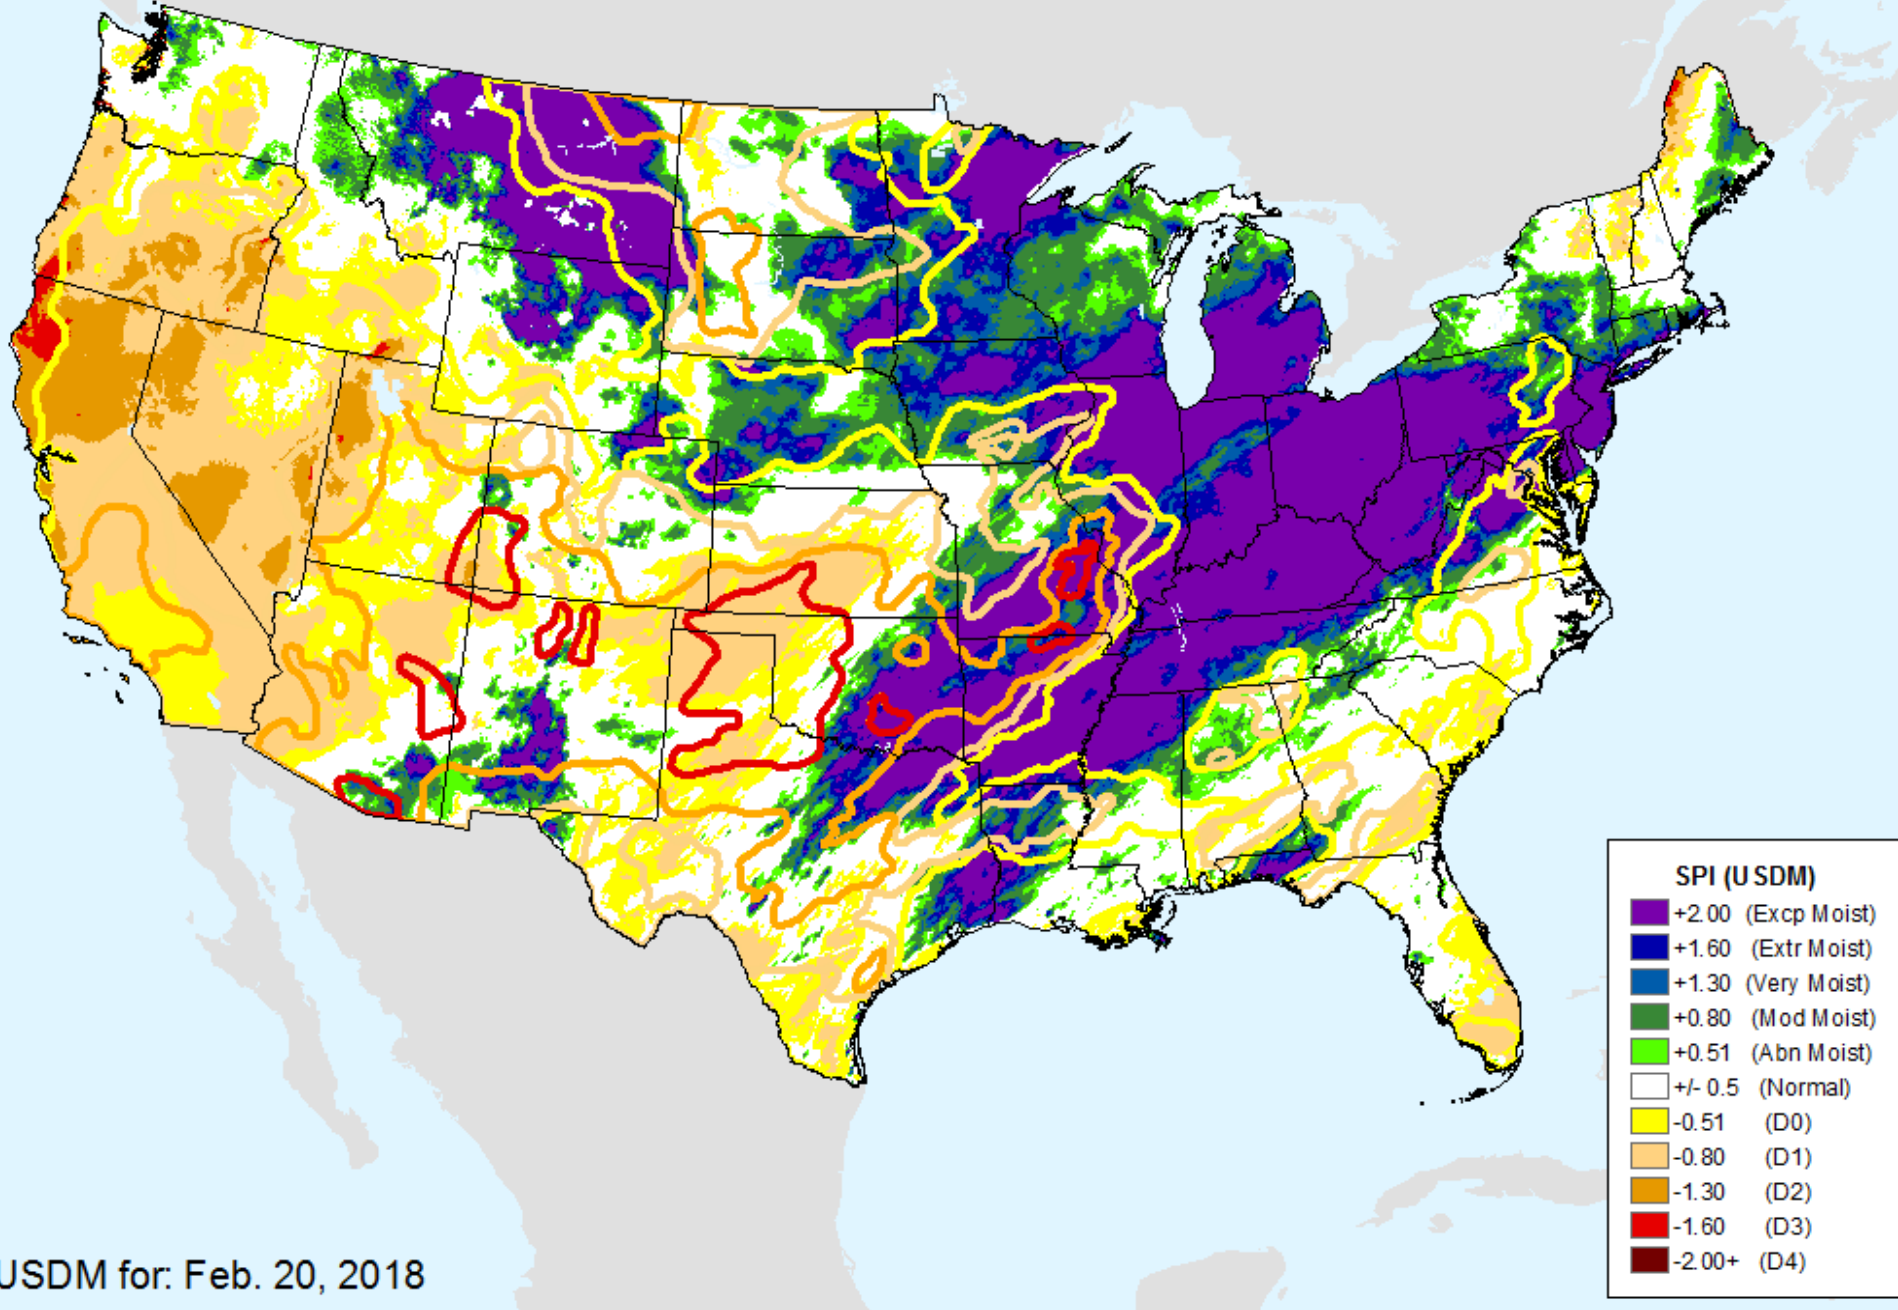 SPI (USDM)
+2.00 (Excp Moist)
+1.60 (Extr Moist)
+1.30 (Very Moist)
+0.80 (Mod Moist)
+0.51 (Abn Moist)
+/- 0.5 (Normal)
-0.51 (D0)
-0.80 (D1)
-1.30 (D2)
-1.60 (D3)
-2.00+ (D4)
USDM for: Feb. 20, 2018